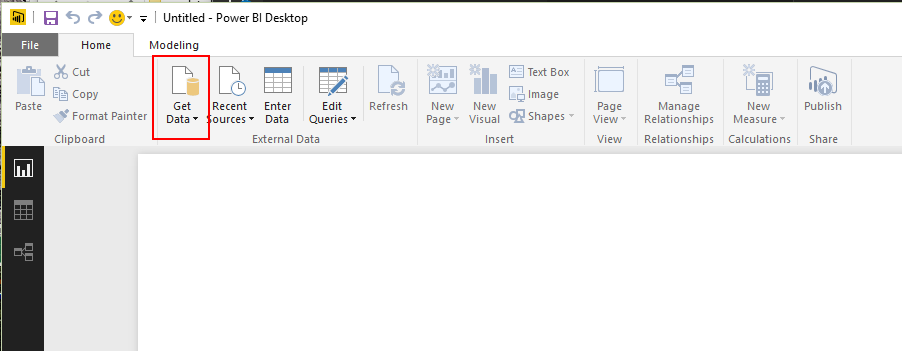 Untitled - Power BI Desktop
File Home Modeling
Paste
Cut
Copy
Format Painter
Get
Data
Recent
Sources
Enter
Data
Edit
Queries
Refresh
New
Page
New
Visual
Text Box
Image
Shapes
Page
View
Manage
Relationships
New
Measure
Publish
Clipboard External Data Insert View Relationships Calculations Share